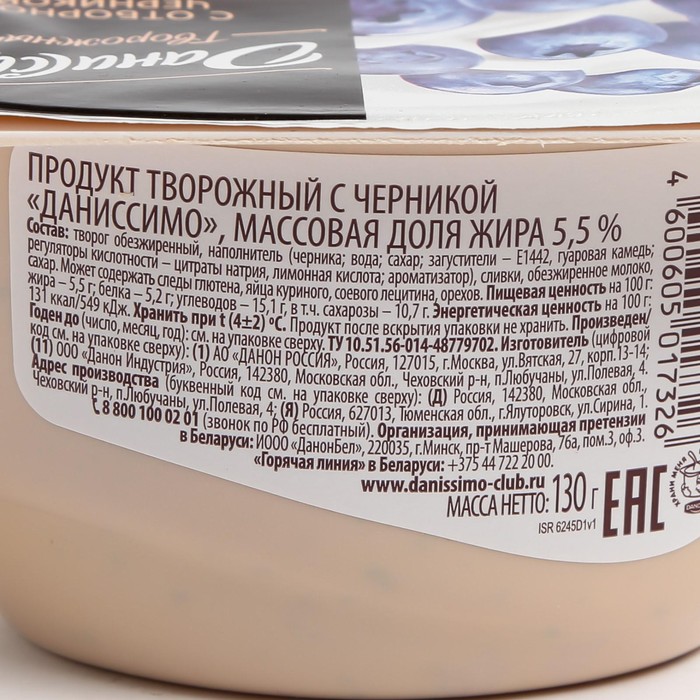 Даниссимо
Творожный
С ОТБОРНОЙ
ЧЕРНИКОЙ
ПРОДУКТ ТВОРОЖНЫЙ С ЧЕРНИКОЙ
«ДАНИССИМО», МАССОВАЯ ДОЛЯ ЖИРА 5,5 %
Состав: творог обезжиренный, наполнитель (черника; вода; сахар; загустители – Е1442, гуаровая камедь;
регуляторы кислотности – цитраты натрия, лимонная кислота; ароматизатор), сливки, обезжиренное молоко,
сахар. Может содержать следы глютена, яйца куриного, соевого лецитина, орехов. Пищевая ценность на 100 г:
жира – 5,5 г; белка – 5,2 г; углеводов – 15,1 г, в т.ч. сахарозы – 10,7 г. Энергетическая ценность на 100 г:
131 ккал/549 кДж. Хранить при t (4±2) °С. Продукт после вскрытия упаковки не хранить. Произведен/
Годен до (число, месяц, год): см. на упаковке сверху. ТУ 10.51.56-014-48779702. Изготовитель (цифровой
код см. на упаковке сверху): (1) АО «ДАНОН РОССИЯ», Россия, 127015, г.Москва, ул.Вятская, 27, корп.13-14;
(11) ООО «Данон Индустрия», Россия, 142380, Московская обл., Чеховский р-н, п.Любучаны, ул.Полевая, 4.
Адрес производства (буквенный код см. на упаковке сверху): (Д) Россия, 142380, Московская обл.,
Чеховский р-н, п.Любучаны, ул.Полевая, 4; (Я) Россия, 627013, Тюменская обл., г.Ялуторовск, ул.Сирина, 1.
8 800 100 0 201 (звонок по РФ бесплатный). Организация, принимающая претензии
в Беларуси: ИООО «ДанонБел», 220035, г.Минск, пр-т Машерова, 76а, пом.3, оф.3.
«Горячая линия» в Беларуси: +375 44 722 20 00.
www.danissimo-club.ru
МАССА НЕТТО: 130 г
ISR 6245D1v1
EAC
4 600605 017326
ХРАНИ МЕНЯ